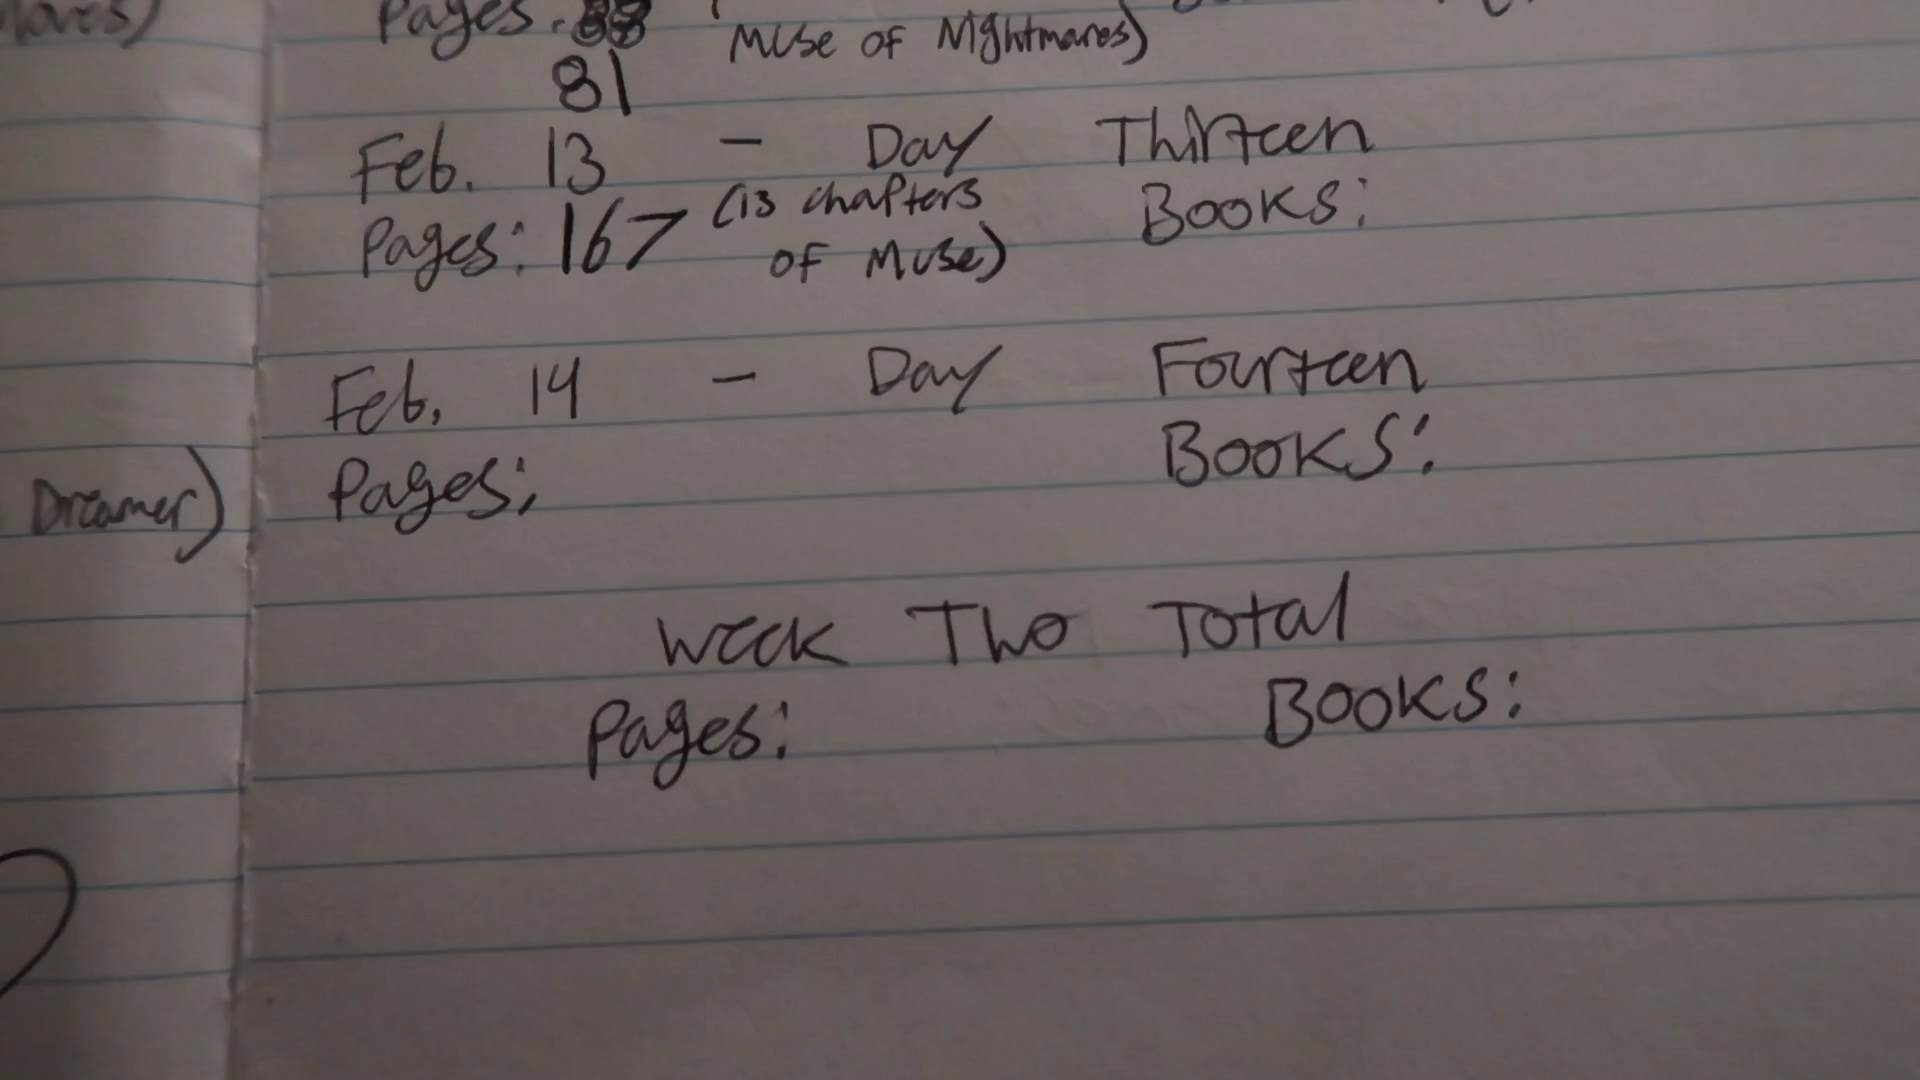 Pages.
Muse of Nightmares)
81
Feb. 13 - Day Thirteen
Pages: 167 (13 chapters of Muse) Books:
Feb. 14 - Day Fourteen
Pages: Books:
Dreamer)
Week Two Total
Pages: Books: